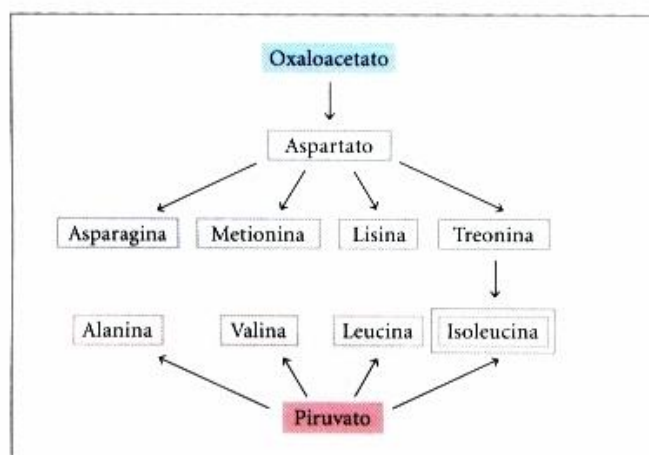 Oxaloacetato
Aspartato
Asparagina Metionina Lisina Treonina
Alanina Valina Leucina Isoleucina
Piruvato